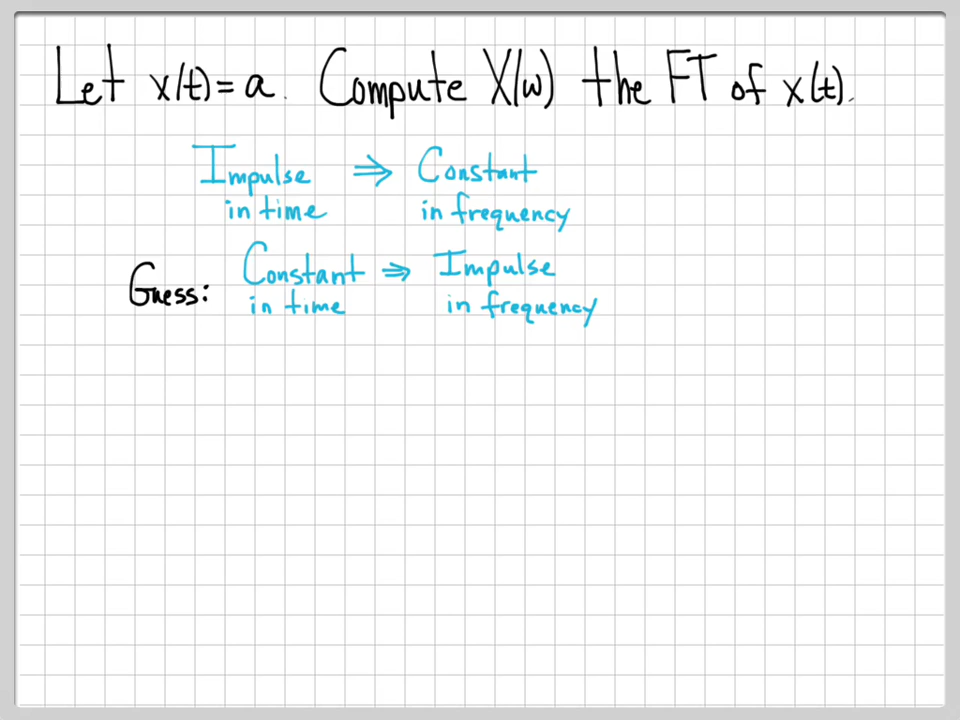 Let x(t) = a. Compute X(w) the FT of x(t).
Impulse ⇒ Constant
in time in frequency
Guess: Constant ⇒ Impulse
in time in frequency